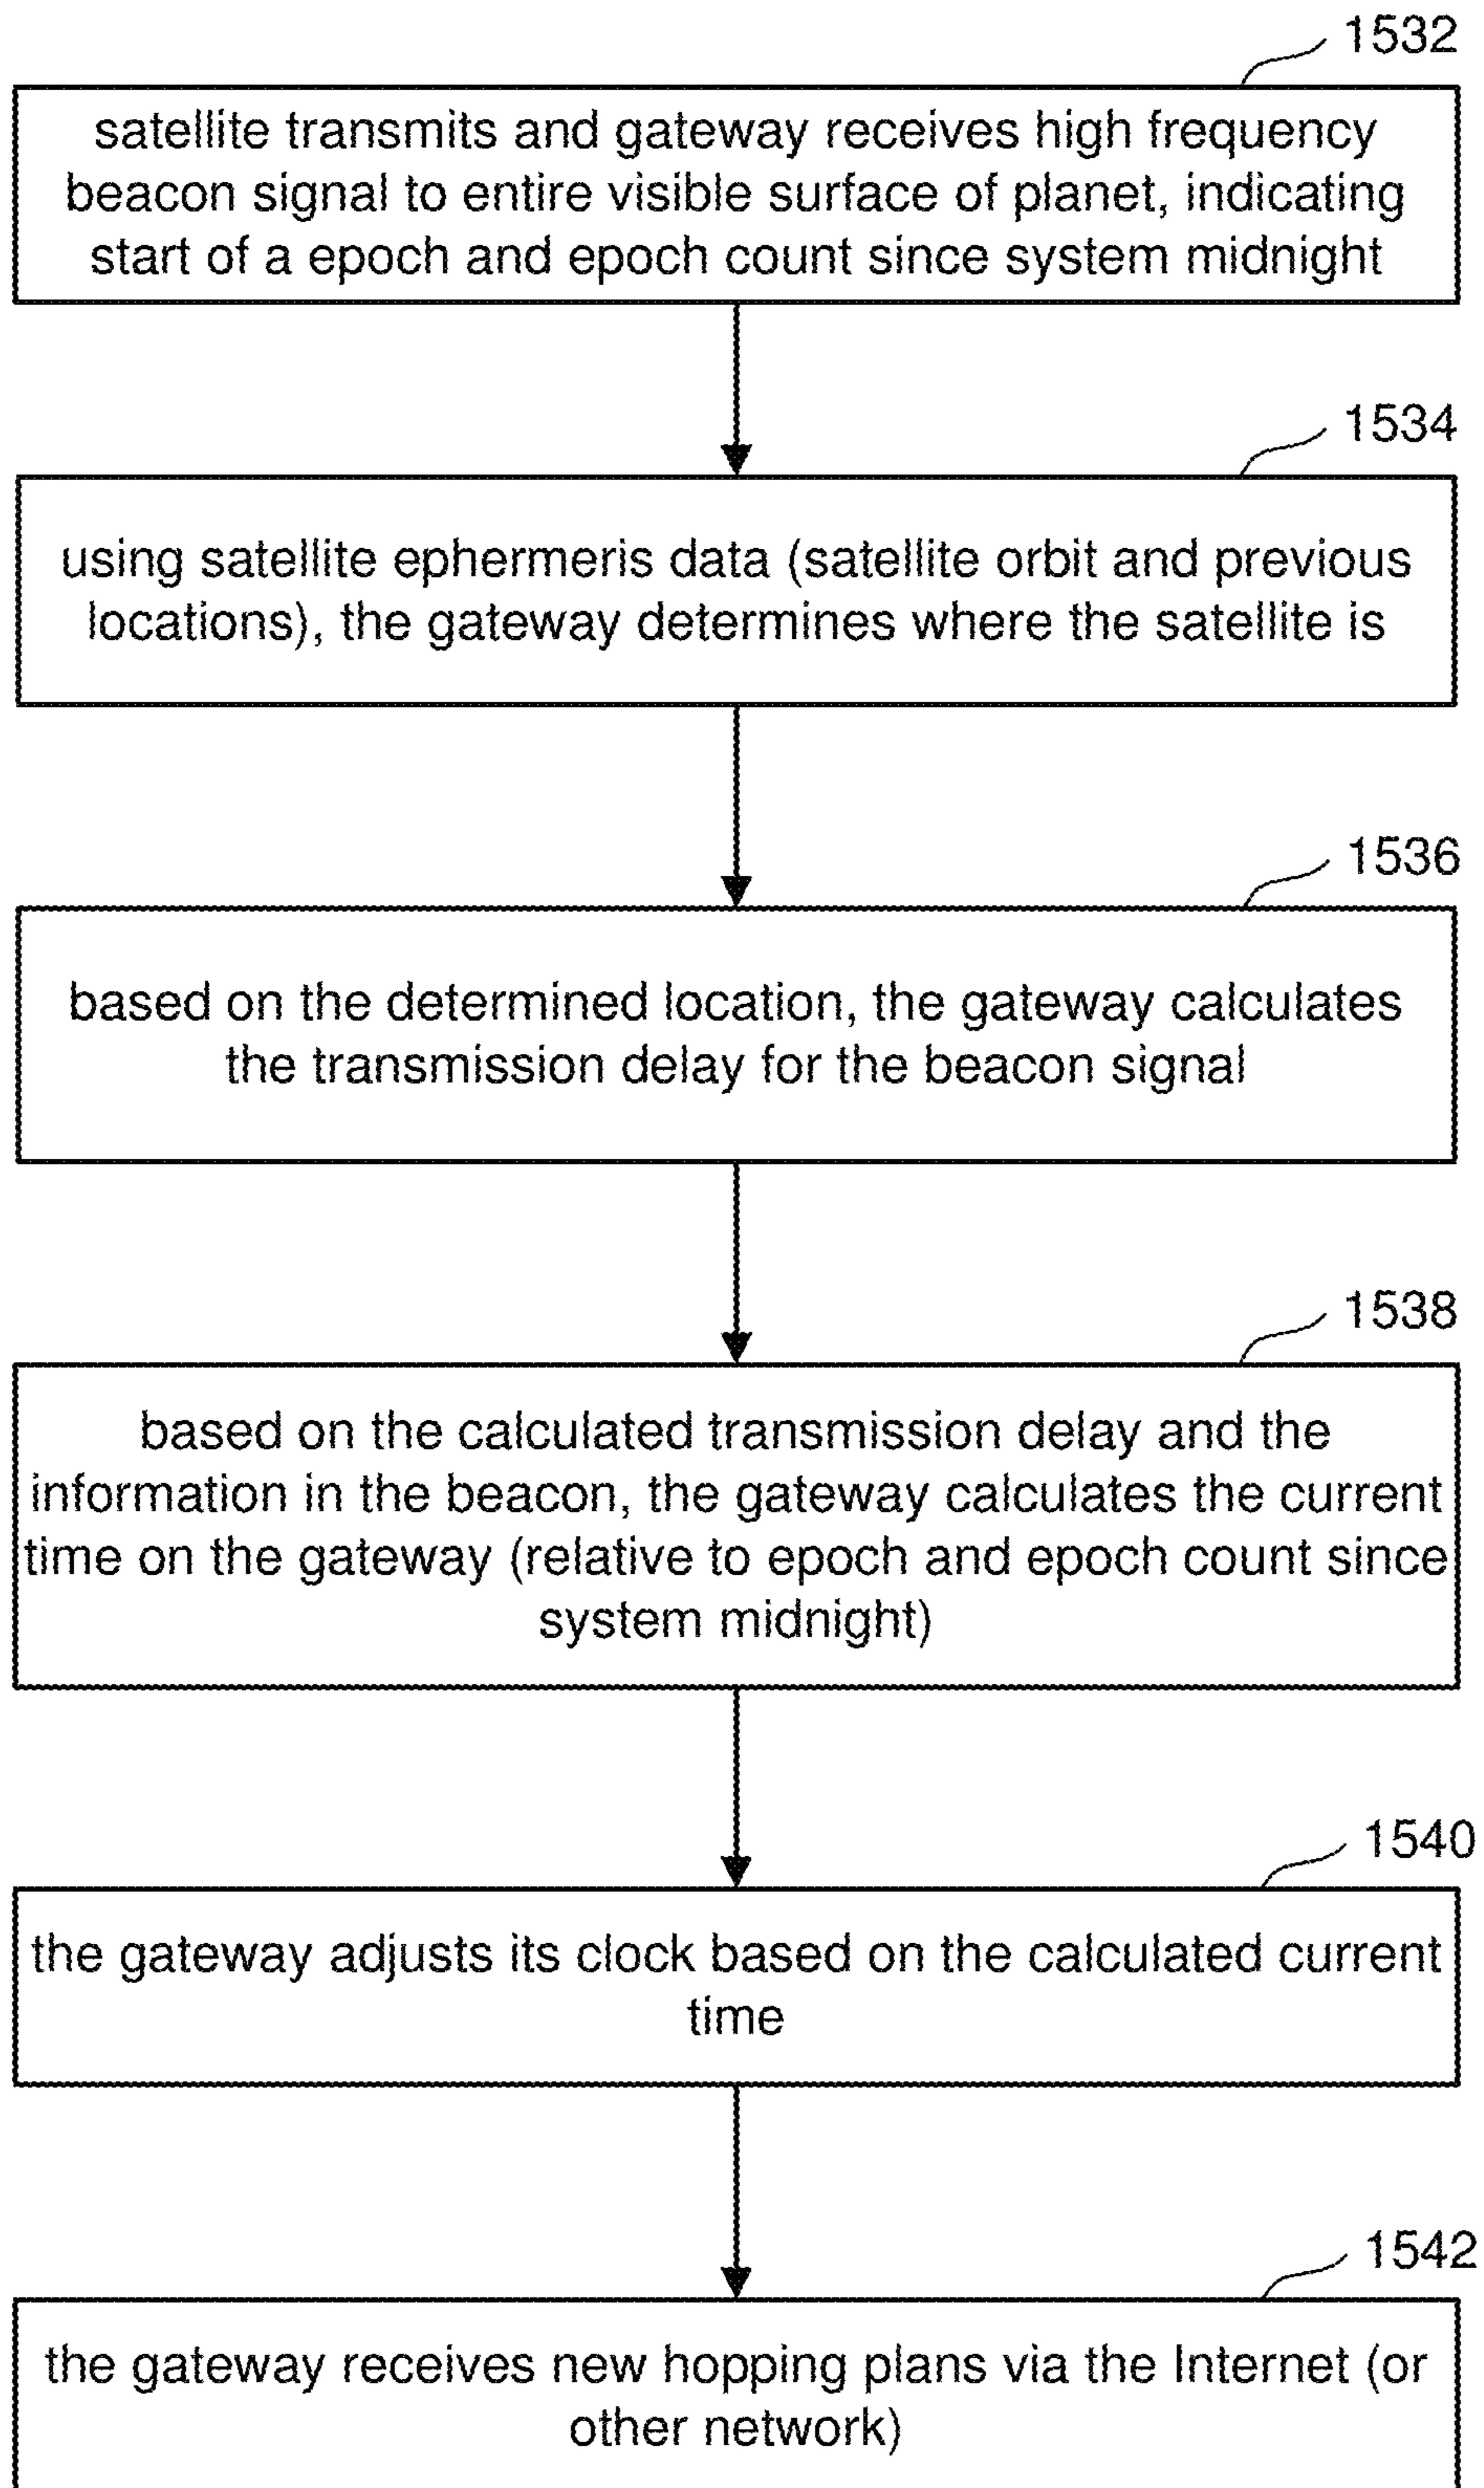 1532
satellite transmits and gateway receives high frequency
beacon signal to entire visible surface of planet, indicating
start of a epoch and epoch count since system midnight
1534
using satellite ephermeris data (satellite orbit and previous
locations), the gateway determines where the satellite is
1536
based on the determined location, the gateway calculates
the transmission delay for the beacon signal
1538
based on the calculated transmission delay and the
information in the beacon, the gateway calculates the current
time on the gateway (relative to epoch and epoch count since
system midnight)
1540
the gateway adjusts its clock based on the calculated current
time
1542
the gateway receives new hopping plans via the Internet (or
other network)